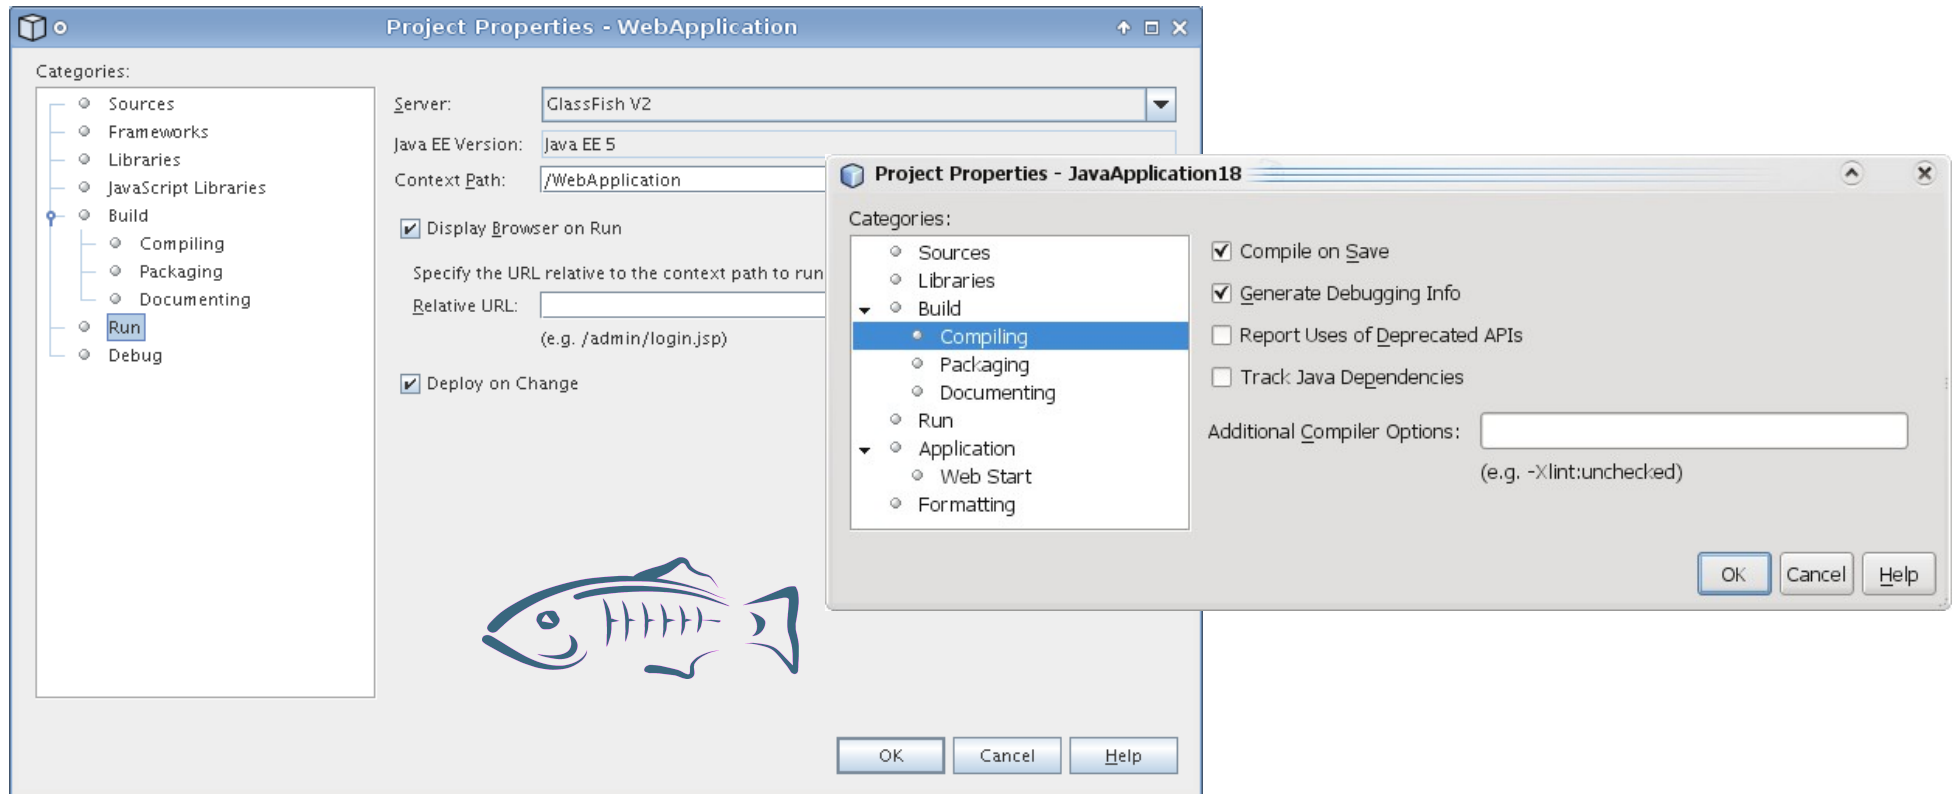 Project Properties - WebApplication
Categories:
Sources
Frameworks
Libraries
JavaScript Libraries
Build
Compiling
Packaging
Documenting
Run
Debug
Server: GlassFish V2
Java EE Version: Java EE 5
Context Path: /WebApplication
Display Browser on Run
Specify the URL relative to the context path to run
Relative URL:
(e.g. /admin/login.jsp)
Deploy on Change
OK Cancel Help
Project Properties - JavaApplication18
Categories:
Sources
Libraries
Build
Compiling
Packaging
Documenting
Run
Application
Web Start
Formatting
Compile on Save
Generate Debugging Info
Report Uses of Deprecated APIs
Track Java Dependencies
Additional Compiler Options:
(e.g. -Xlint:unchecked)
OK Cancel Help